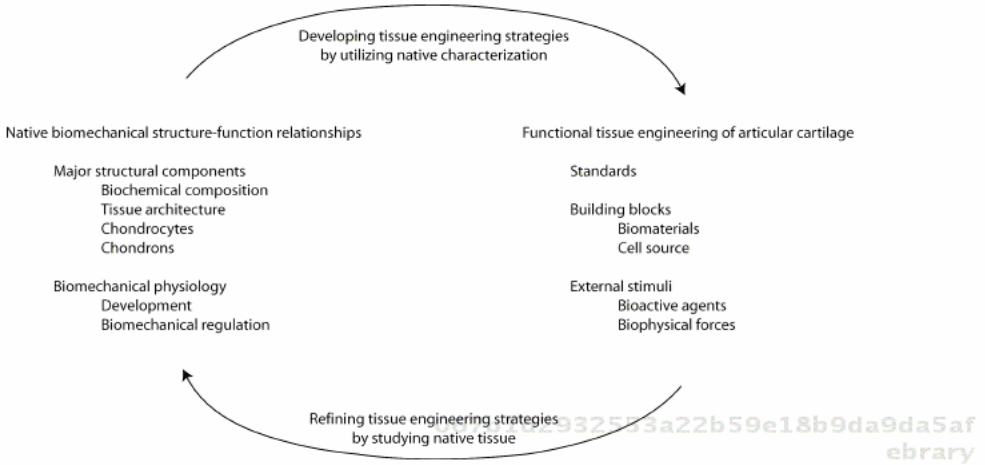 Developing tissue engineering strategies
by utilizing native characterization
Native biomechanical structure-function relationships
Major structural components
Biochemical composition
Tissue architecture
Chondrocytes
Chondrons
Biomechanical physiology
Development
Biomechanical regulation
Functional tissue engineering of articular cartilage
Standards
Building blocks
Biomaterials
Cell source
External stimuli
Bioactive agents
Biophysical forces
Refining tissue engineering strategies
by studying native tissue
ebrary